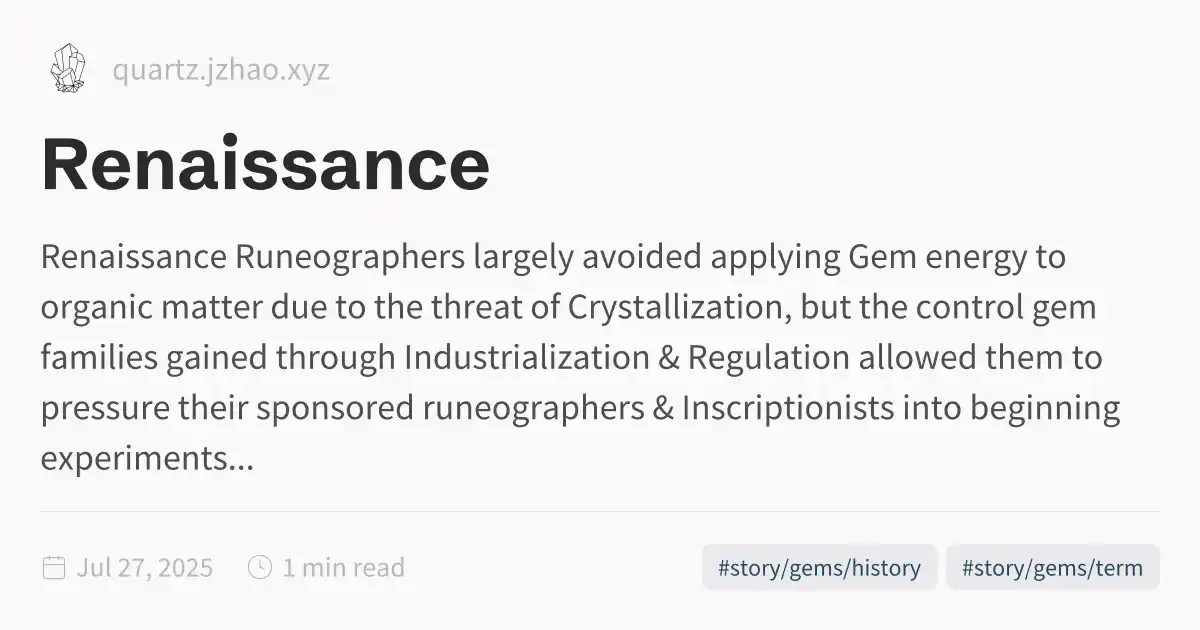 quartz.jzhao.xyz
Renaissance
Renaissance Runeographers largely avoided applying Gem energy to
organic matter due to the threat of Crystallization, but the control gem
families gained through Industrialization & Regulation allowed them to
pressure their sponsored runeographers & Inscriptionists into beginning
experiments...
Jul 27, 2025 1 min read #story/gems/history #story/gems/term